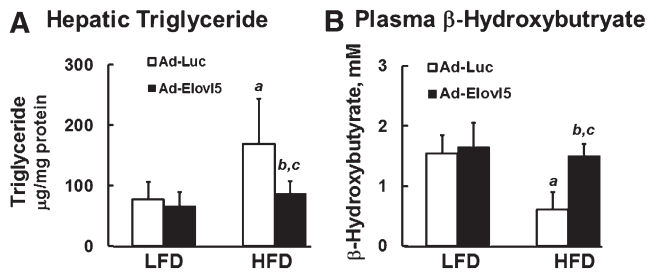 A Hepatic Triglyceride
Triglyceride
µg/mg protein
300
200
100
0
Ad-Luc
Ad-Elovl5
a
b,c
LFD HFD
B Plasma β-Hydroxybutryate
β-Hydroxybutyrate, mM
3
2
1
0
Ad-Luc
Ad-Elovl5
b,c
a
LFD HFD